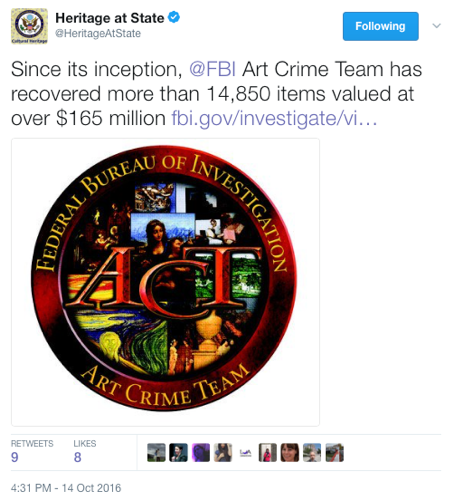 Heritage at State
@HeritageAtState
Following
Since its inception, @FBI Art Crime Team has
recovered more than 14,850 items valued at
over $165 million fbi.gov/investigate/vi…
FEDERAL BUREAU OF INVESTIGATION
ACT
ART CRIME TEAM
RETWEETS
9
LIKES
8
4:31 PM - 14 Oct 2016